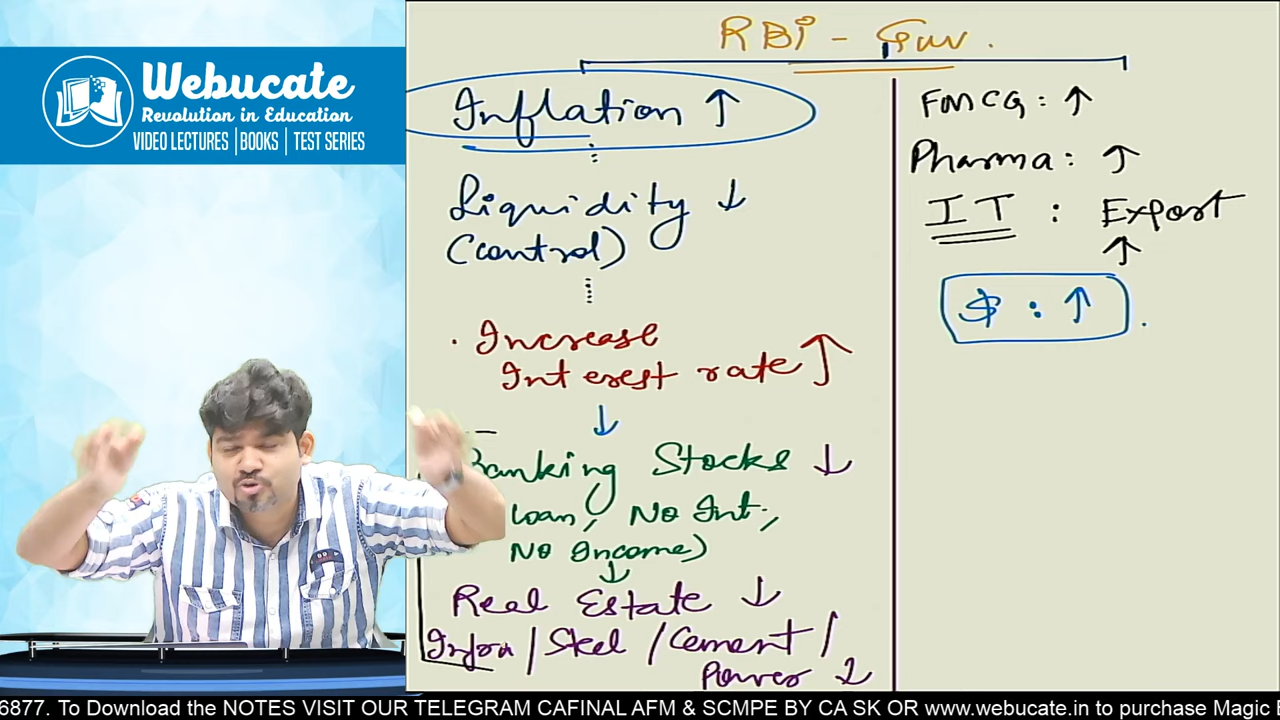 Webucate
Revolution in Education
VIDEO LECTURES | BOOKS | TEST SERIES
RBI - Guv.
Inflation ↑
Liquidity ↓
(control)
. Increase
Interest rate ↑
↓
Banking Stocks ↓
loan, No Int.,
No Income)
↓
Real Estate ↓
Infra / Steel / Cement /
Power ↓
FMCG : ↑
Pharma : ↑
IT : Export
↑
$ : ↑ .
6877. To Download the NOTES VISIT OUR TELEGRAM CAFINAL AFM & SCMPE BY CA SK OR www.webucate.in to purchase Magic